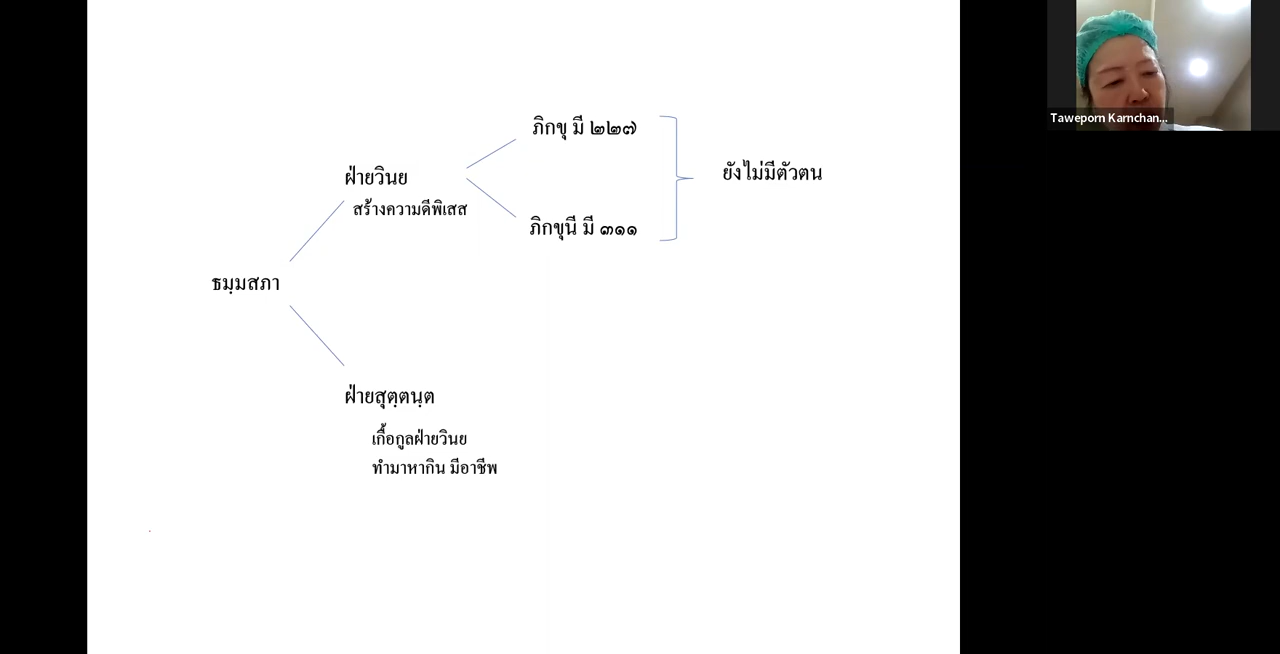 ภิกขุ มี ๒๒๗
ฝ่ายวินย
สร้างความดีพิเสส
ยังไม่มีตัวตน
ภิกขุนี มี ๓๑๑
ธมฺมสภา
ฝ่ายสุตฺตนฺต
เกื้อกูลฝ่ายวินย
ทำมาหากิน มีอาชีพ
Taweporn Karnchan...